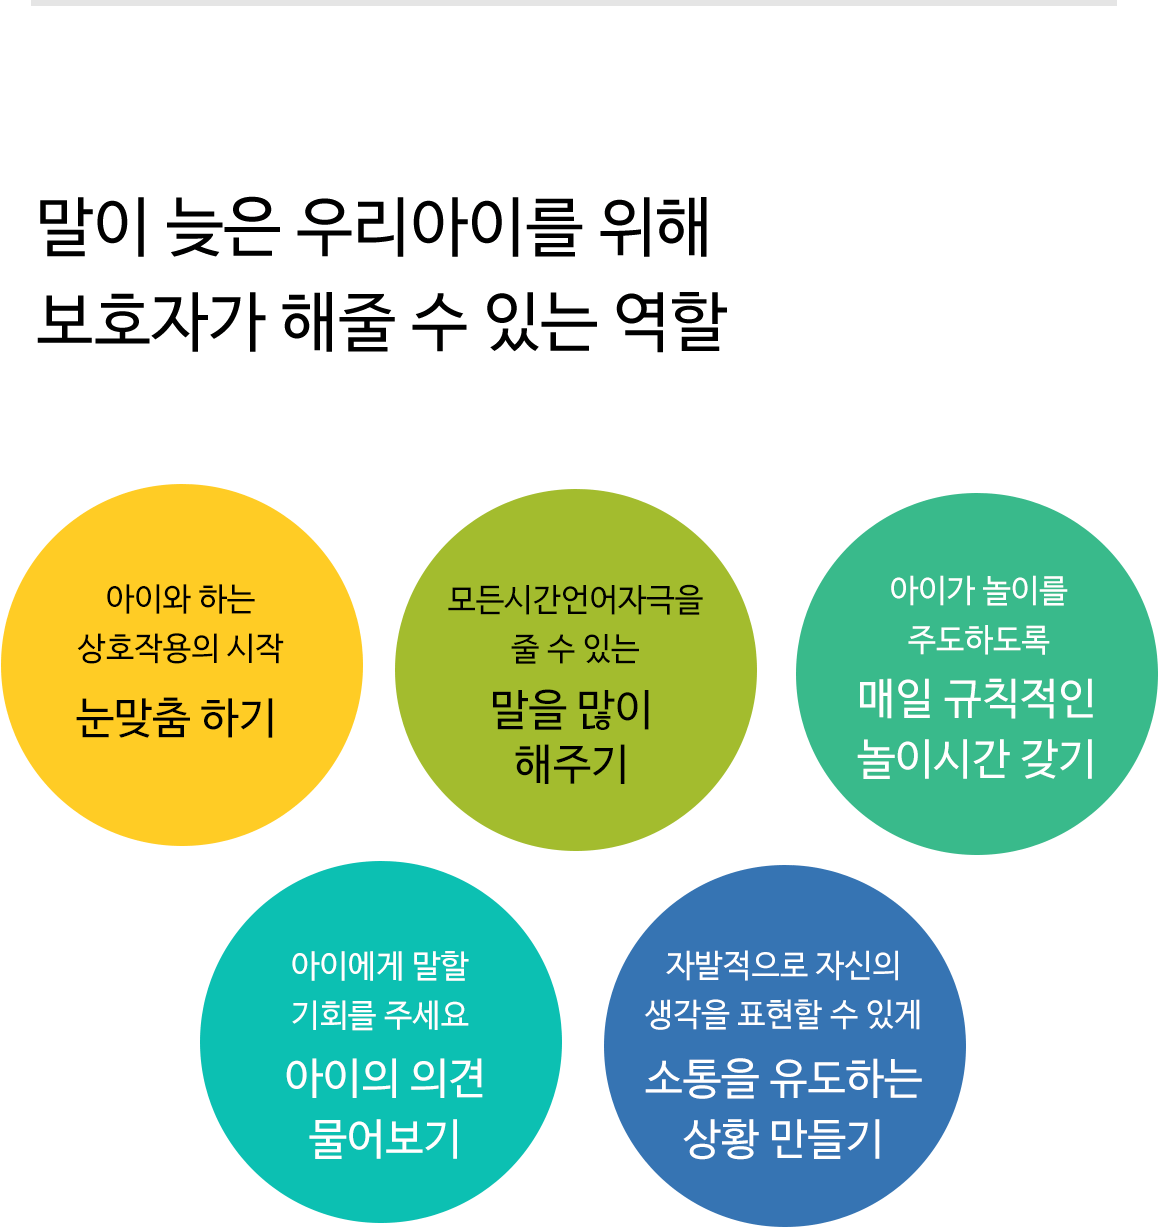 말이 늦은 우리아이를 위해
보호자가 해줄 수 있는 역할
아이와 하는
상호작용의 시작
눈맞춤 하기
모든시간언어자극을
줄 수 있는
말을 많이
해주기
아이가 놀이를
주도하도록
매일 규칙적인
놀이시간 갖기
아이에게 말할
기회를 주세요
아이의 의견
물어보기
자발적으로 자신의
생각을 표현할 수 있게
소통을 유도하는
상황 만들기